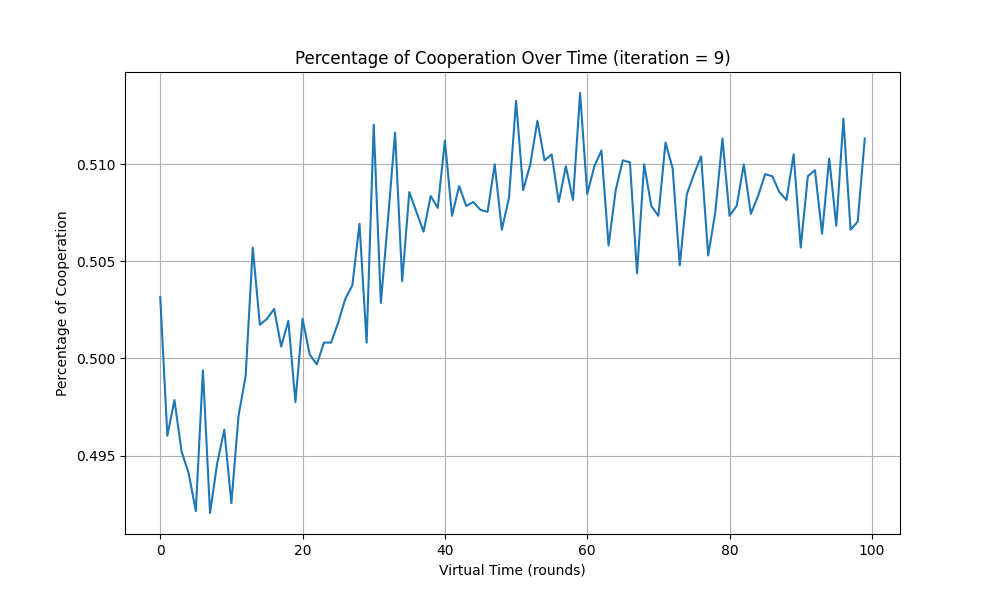 Percentage of Cooperation Over Time (iteration = 9)
Percentage of Cooperation
0.510
0.505
0.500
0.495
0 20 40 60 80 100
Virtual Time (rounds)